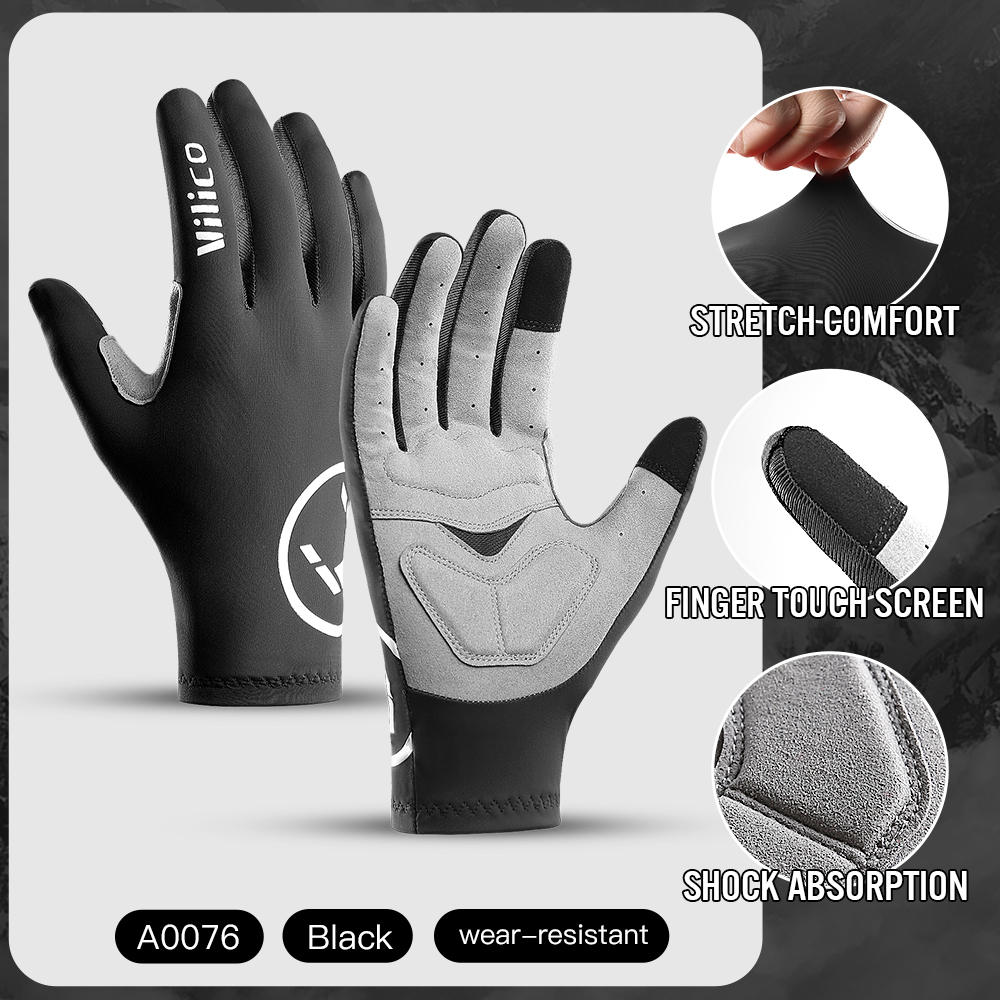 Vilico
STRETCH-COMFORT
FINGER TOUCH SCREEN
SHOCK ABSORPTION
A0076
Black
wear-resistant